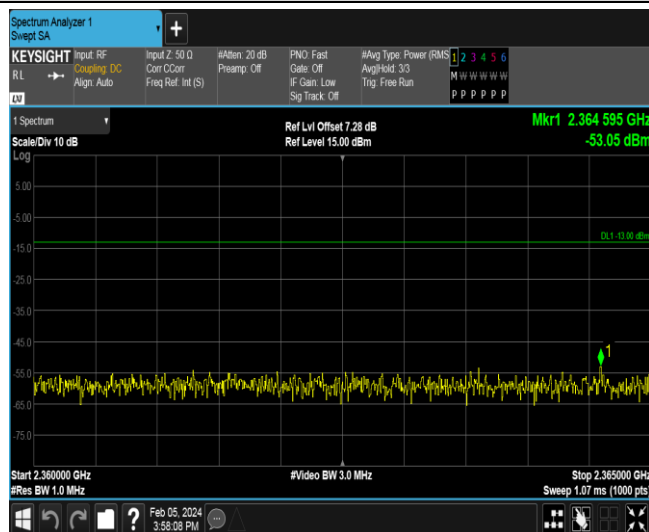 Spectrum Analyzer 1
Swept SA
+
KEYSIGHT
RL
LXI
Input: RF
Coupling: DC
Align: Auto
Input Z: 50 Ω
Corr CCorr
Freq Ref: Int (S)
#Atten: 20 dB
Preamp: Off
PNO: Fast
Gate: Off
IF Gain: Low
Sig Track: Off
#Avg Type: Power (RMS
Avg|Hold: 3/3
Trig: Free Run
1 2 3 4 5 6
M W W W W W
P P P P P P
1 Spectrum
Scale/Div 10 dB
Log
Ref Lvl Offset 7.28 dB
Ref Level 15.00 dBm
Mkr1 2.364 595 GHz
-53.05 dBm
5.00
-5.00
-15.0
-25.0
-35.0
-45.0
-55.0
-65.0
-75.0
DL1 -13.00 dBm
1
Start 2.360000 GHz
#Res BW 1.0 MHz
#Video BW 3.0 MHz
Stop 2.365000 GHz
Sweep 1.07 ms (1000 pts)
?
Feb 05, 2024
3:58:08 PM